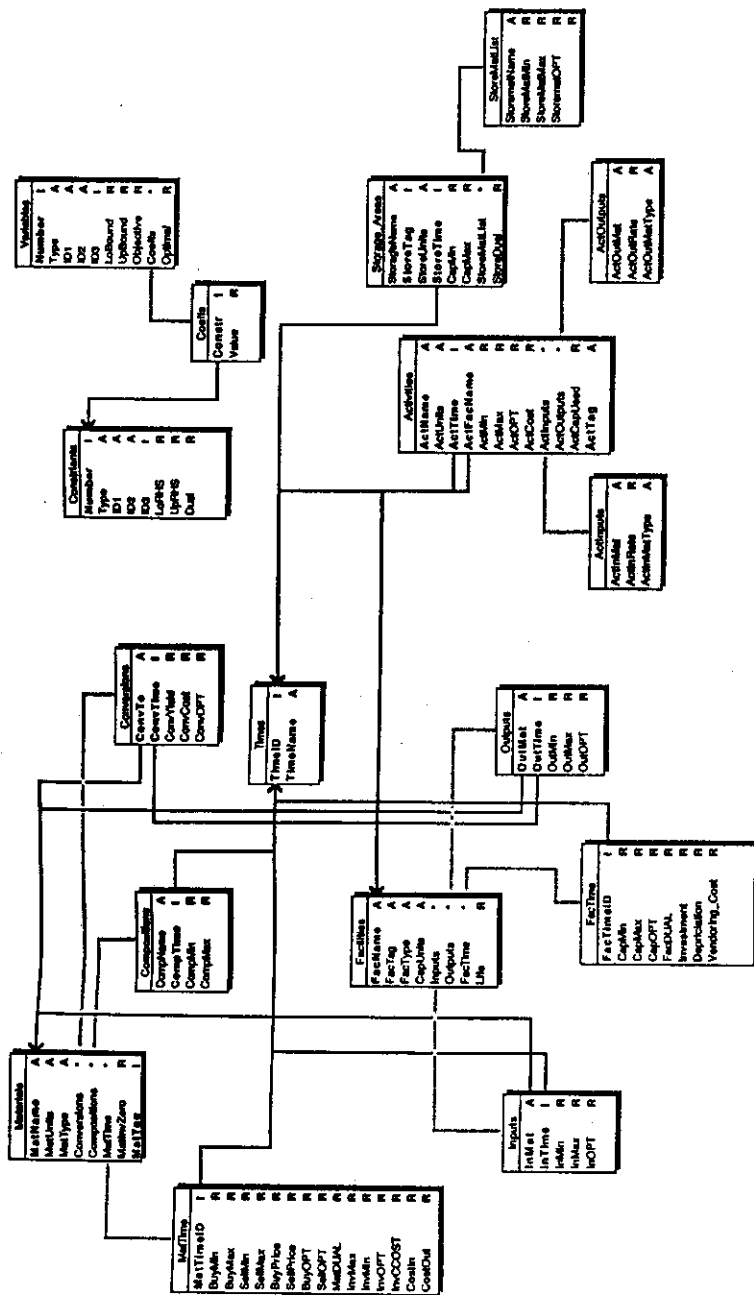 Materials
MatName A
MatUnits A
MatType A
Conversions *
Compositions *
MatTime *
MatInvZero R
MatTag I
MatTime
MatTimeID I
BuyMin R
BuyMax R
SellMin R
SellMax R
BuyPrice R
SellPrice R
BuyOPT R
SellOPT R
MatDUAL R
InvMax R
InvMin R
InvOPT R
InvCCOST R
CostIn R
CostOut R
Conversions
ConvTo A
ConvTime I
ConvYield R
ConvCost R
ConvOPT R
Compositions
CompName A
CompTime I
CompMin R
CompMax R
Times
TimeID I
TimeName A
Facilities
FacName A
FacTag A
FacType A
CapUnits A
Inputs *
Outputs *
FacTime *
Life R
Inputs
InMat A
InTime I
InMin R
InMax R
InOPT R
Outputs
OutMat A
OutTime I
OutMin R
OutMax R
OutOPT R
FacTime
FacTimeID I
CapMin R
CapMax R
CapOPT R
FacDUAL R
Investment R
Depriciation R
Vendoring_Cost R
Constraints
Number I
Type A
ID1 A
ID2 A
ID3 I
LoRHS R
UpRHS R
Dual R
Coeffs
Constr I
Value R
Variables
Number I
Type A
ID1 A
ID2 A
ID3 I
LoBound R
UpBound R
Objective R
Coeffs *
Optimal R
Storage_Areas
StorageName A
StoreTag I
StoreUnits A
StoreTime I
CapMin R
CapMax R
StoreMatList *
StoreDual R
StoreMatList
StorematName A
StoreMatMin R
StoreMatMax R
StorematOPT R
Activities
ActName A
ActUnits A
ActTime I
ActFacName A
ActMin R
ActMax R
ActOPT R
ActCost R
ActInputs *
ActOutputs *
ActCapUsed R
ActTag A
ActInputs
ActInMat A
ActInRate R
ActInMatType A
ActOutputs
ActOutMat A
ActOutRate R
ActOutMatType A